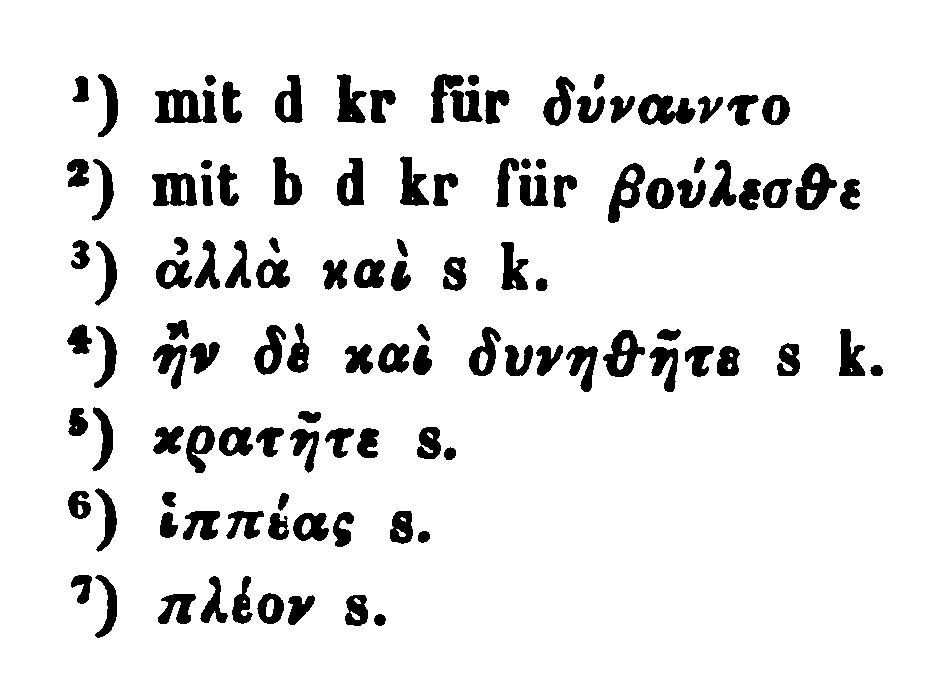 ¹) mit d kr für δύναιντο
²) mit b d kr für βούλεσθε
³) ἀλλὰ καὶ s k.
⁴) ἢν δὲ καὶ δυνηθῆτε s k.
⁵) κρατῆτε s.
⁶) ἱππέας s.
⁷) πλέον s.